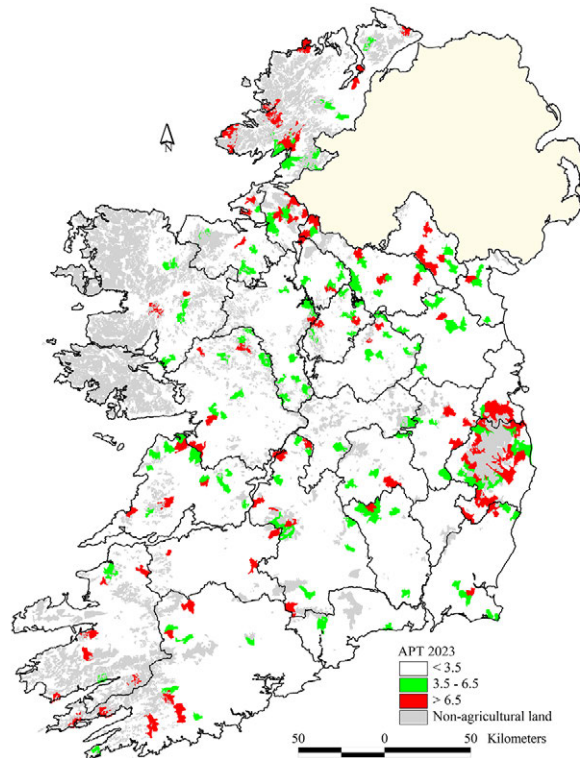 N
APT 2023
< 3.5
3.5 - 6.5
> 6.5
Non-agricultural land
50 0 50 Kilometers